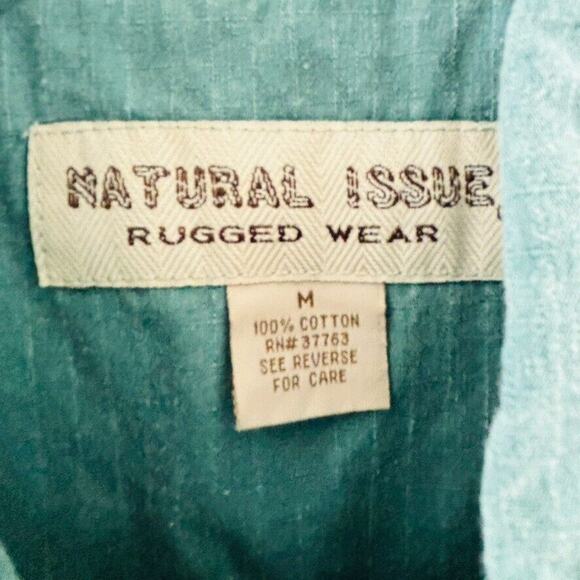 NATURAL ISSUE
RUGGED WEAR
M
100% COTTON
RN#37763
SEE REVERSE
FOR CARE